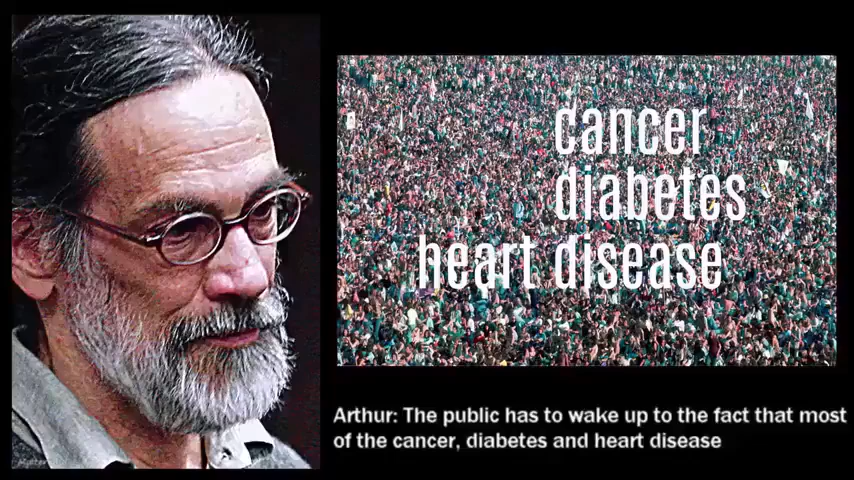 cancer
diabetes
heart disease
Arthur: The public has to wake up to the fact that most
of the cancer, diabetes and heart disease